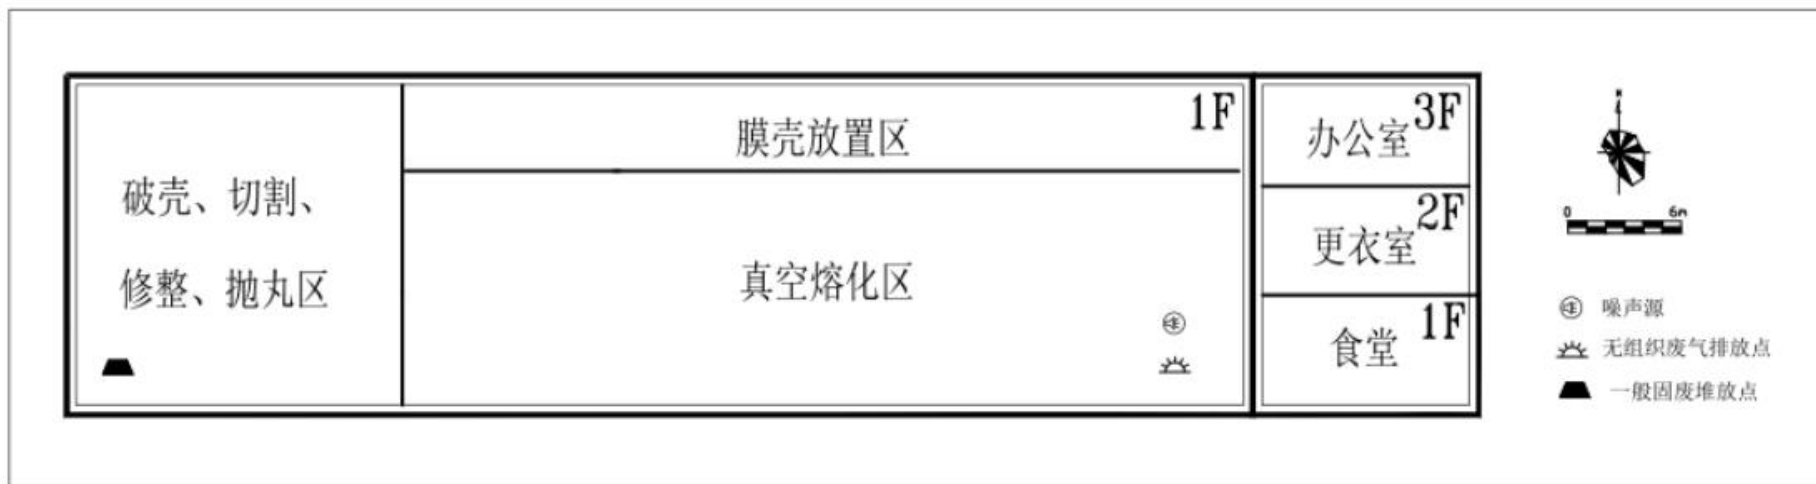 破壳、切割、
修整、抛丸区
膜壳放置区
1F
真空熔化区
办公室
3F
更衣室
2F
食堂
1F
N
0 6m
噪声源
无组织废气排放点
一般固废堆放点